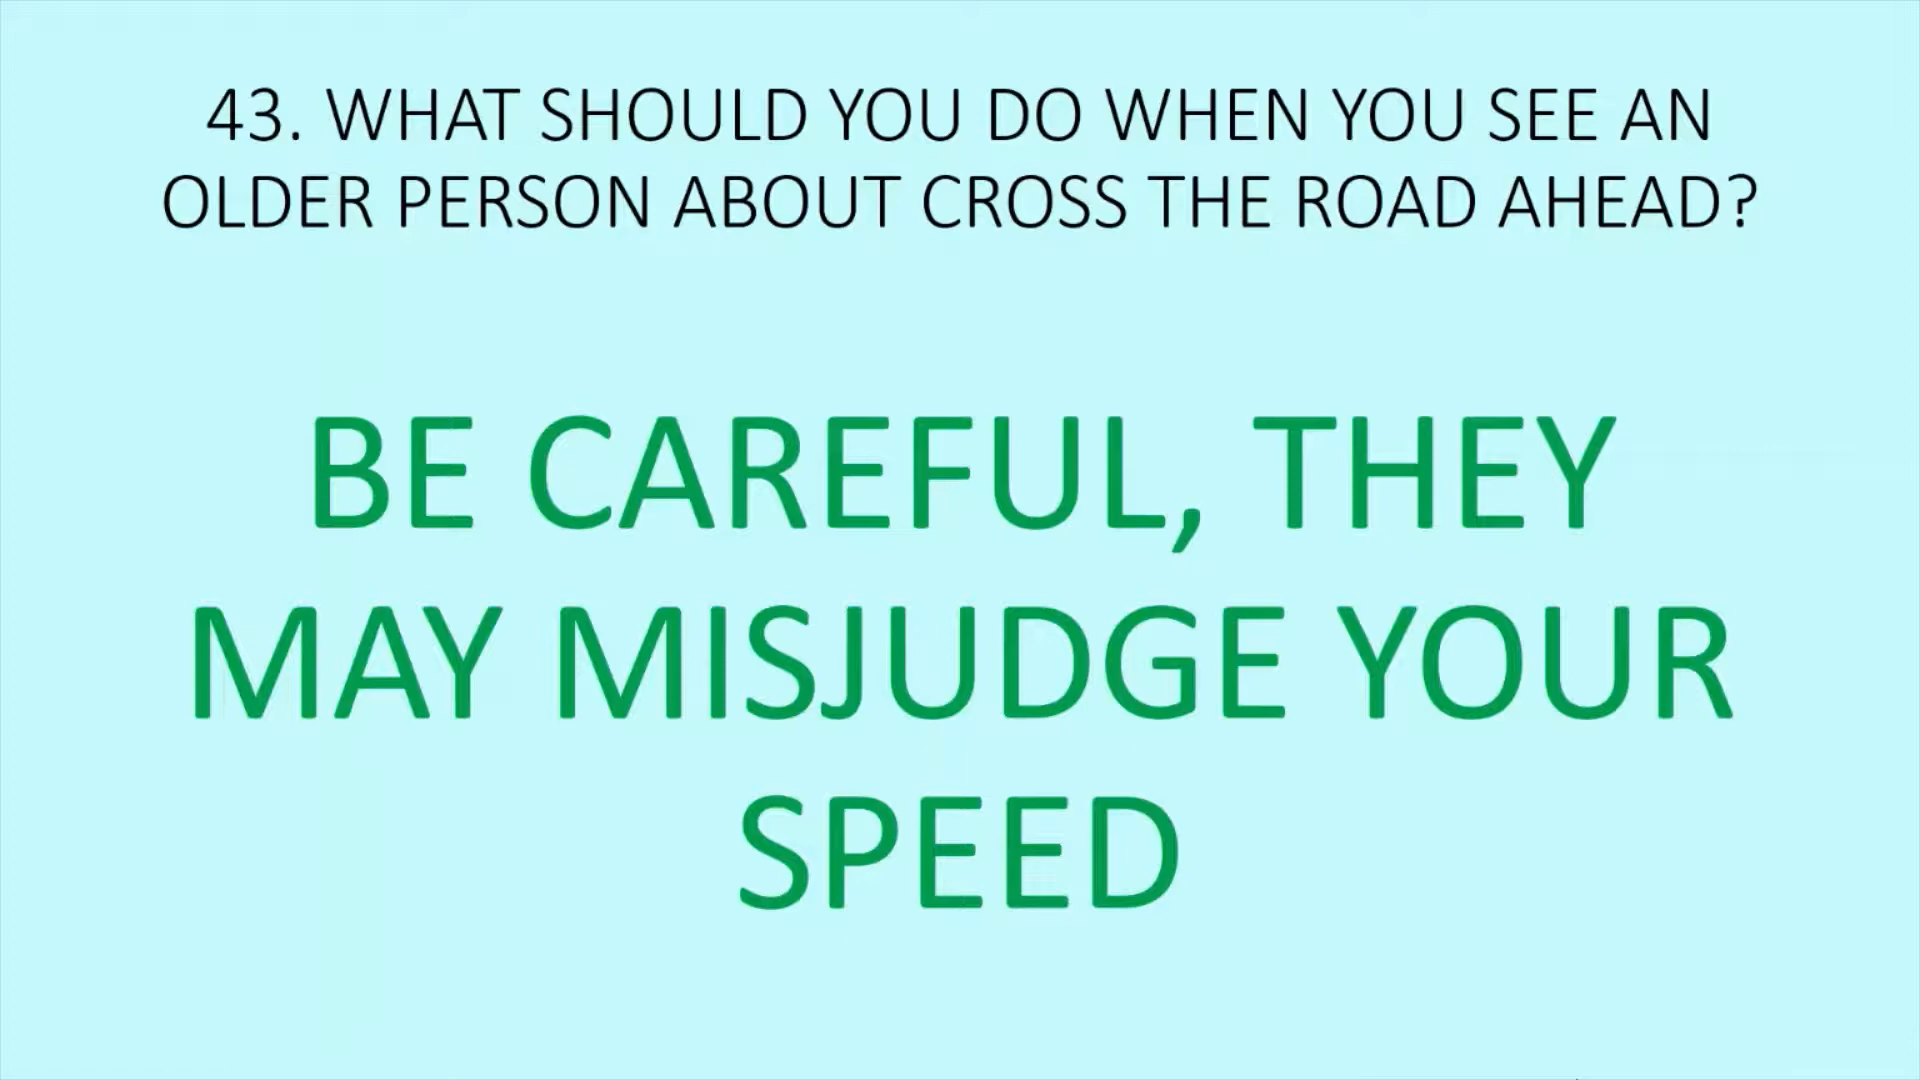 43. WHAT SHOULD YOU DO WHEN YOU SEE AN
OLDER PERSON ABOUT CROSS THE ROAD AHEAD?
BE CAREFUL, THEY
MAY MISJUDGE YOUR
SPEED